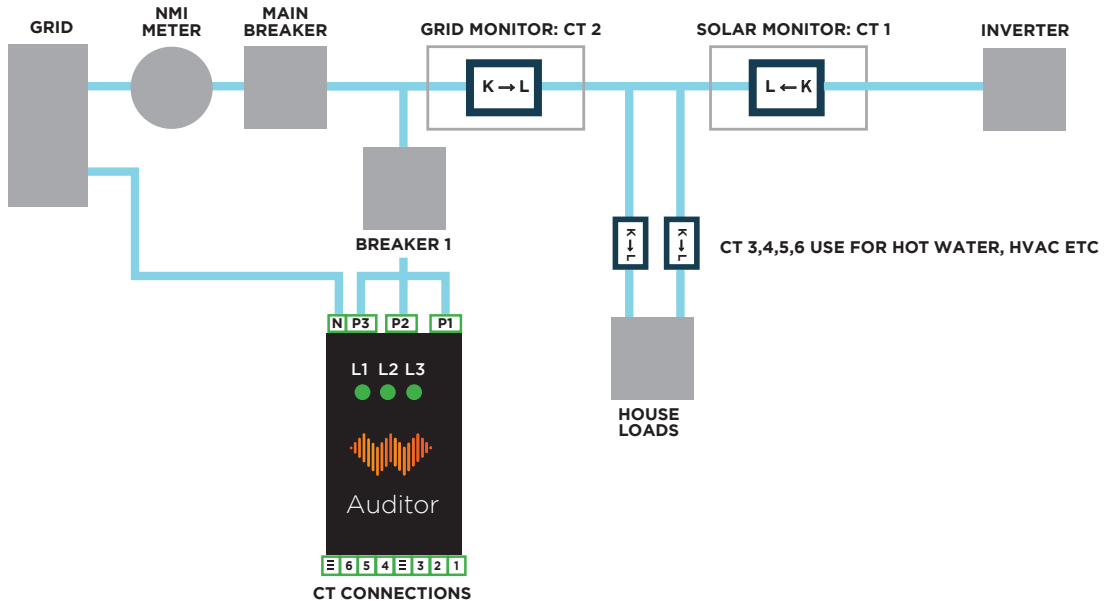 GRID
NMI
METER
MAIN
BREAKER
GRID MONITOR: CT 2
SOLAR MONITOR: CT 1
INVERTER
K → L
L ← K
BREAKER 1
K → L
K → L
CT 3,4,5,6 USE FOR HOT WATER, HVAC ETC
N P3 P2 P1
L1 L2 L3
HOUSE
LOADS
Auditor
6 5 4 3 2 1
CT CONNECTIONS